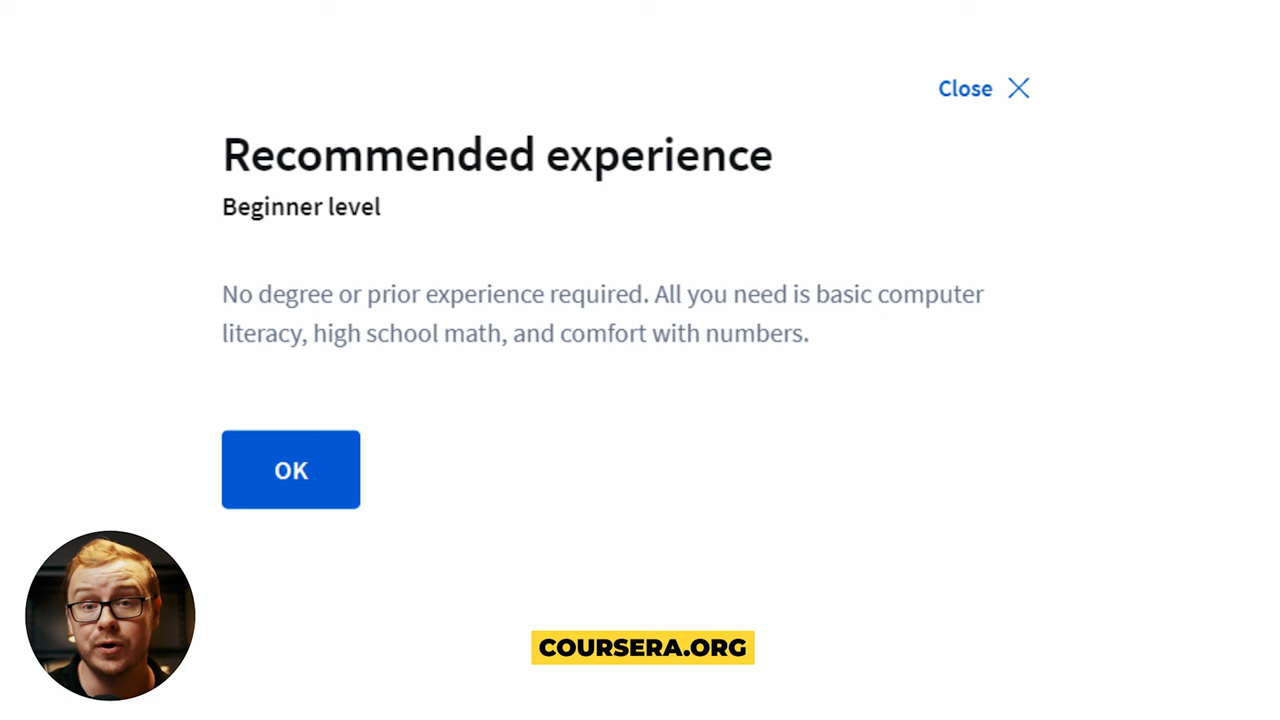 Close
Recommended experience
Beginner level
No degree or prior experience required. All you need is basic computer
literacy, high school math, and comfort with numbers.
OK
COURSERA.ORG